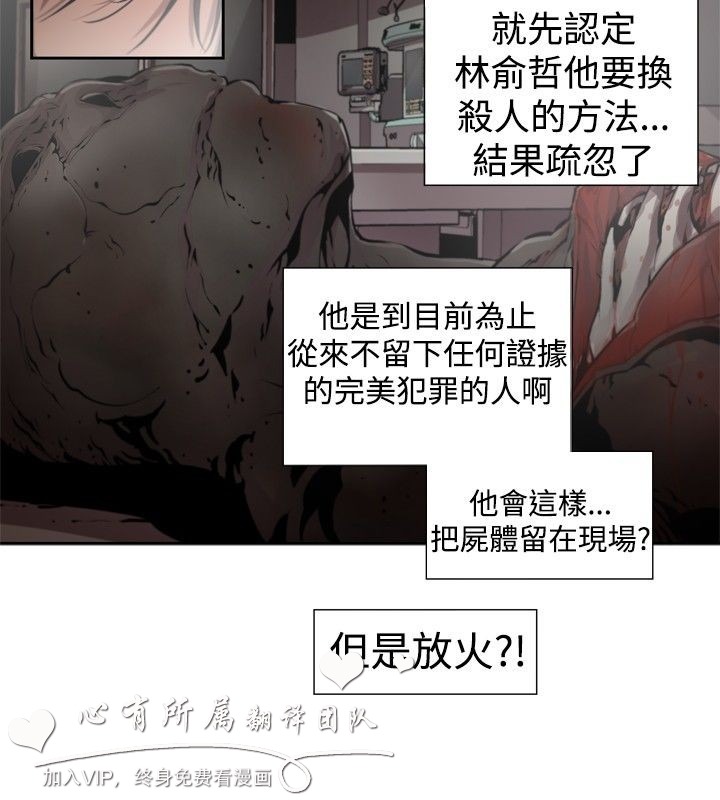 就先認定
林俞哲他要換
殺人的方法...
結果疏忽了
他是到目前為止
從來不留下任何證據
的完美犯罪的人啊
他會這樣...
把屍體留在現場?
但是放火?!
心有所属翻译团队
加入VIP，终身免费看漫画